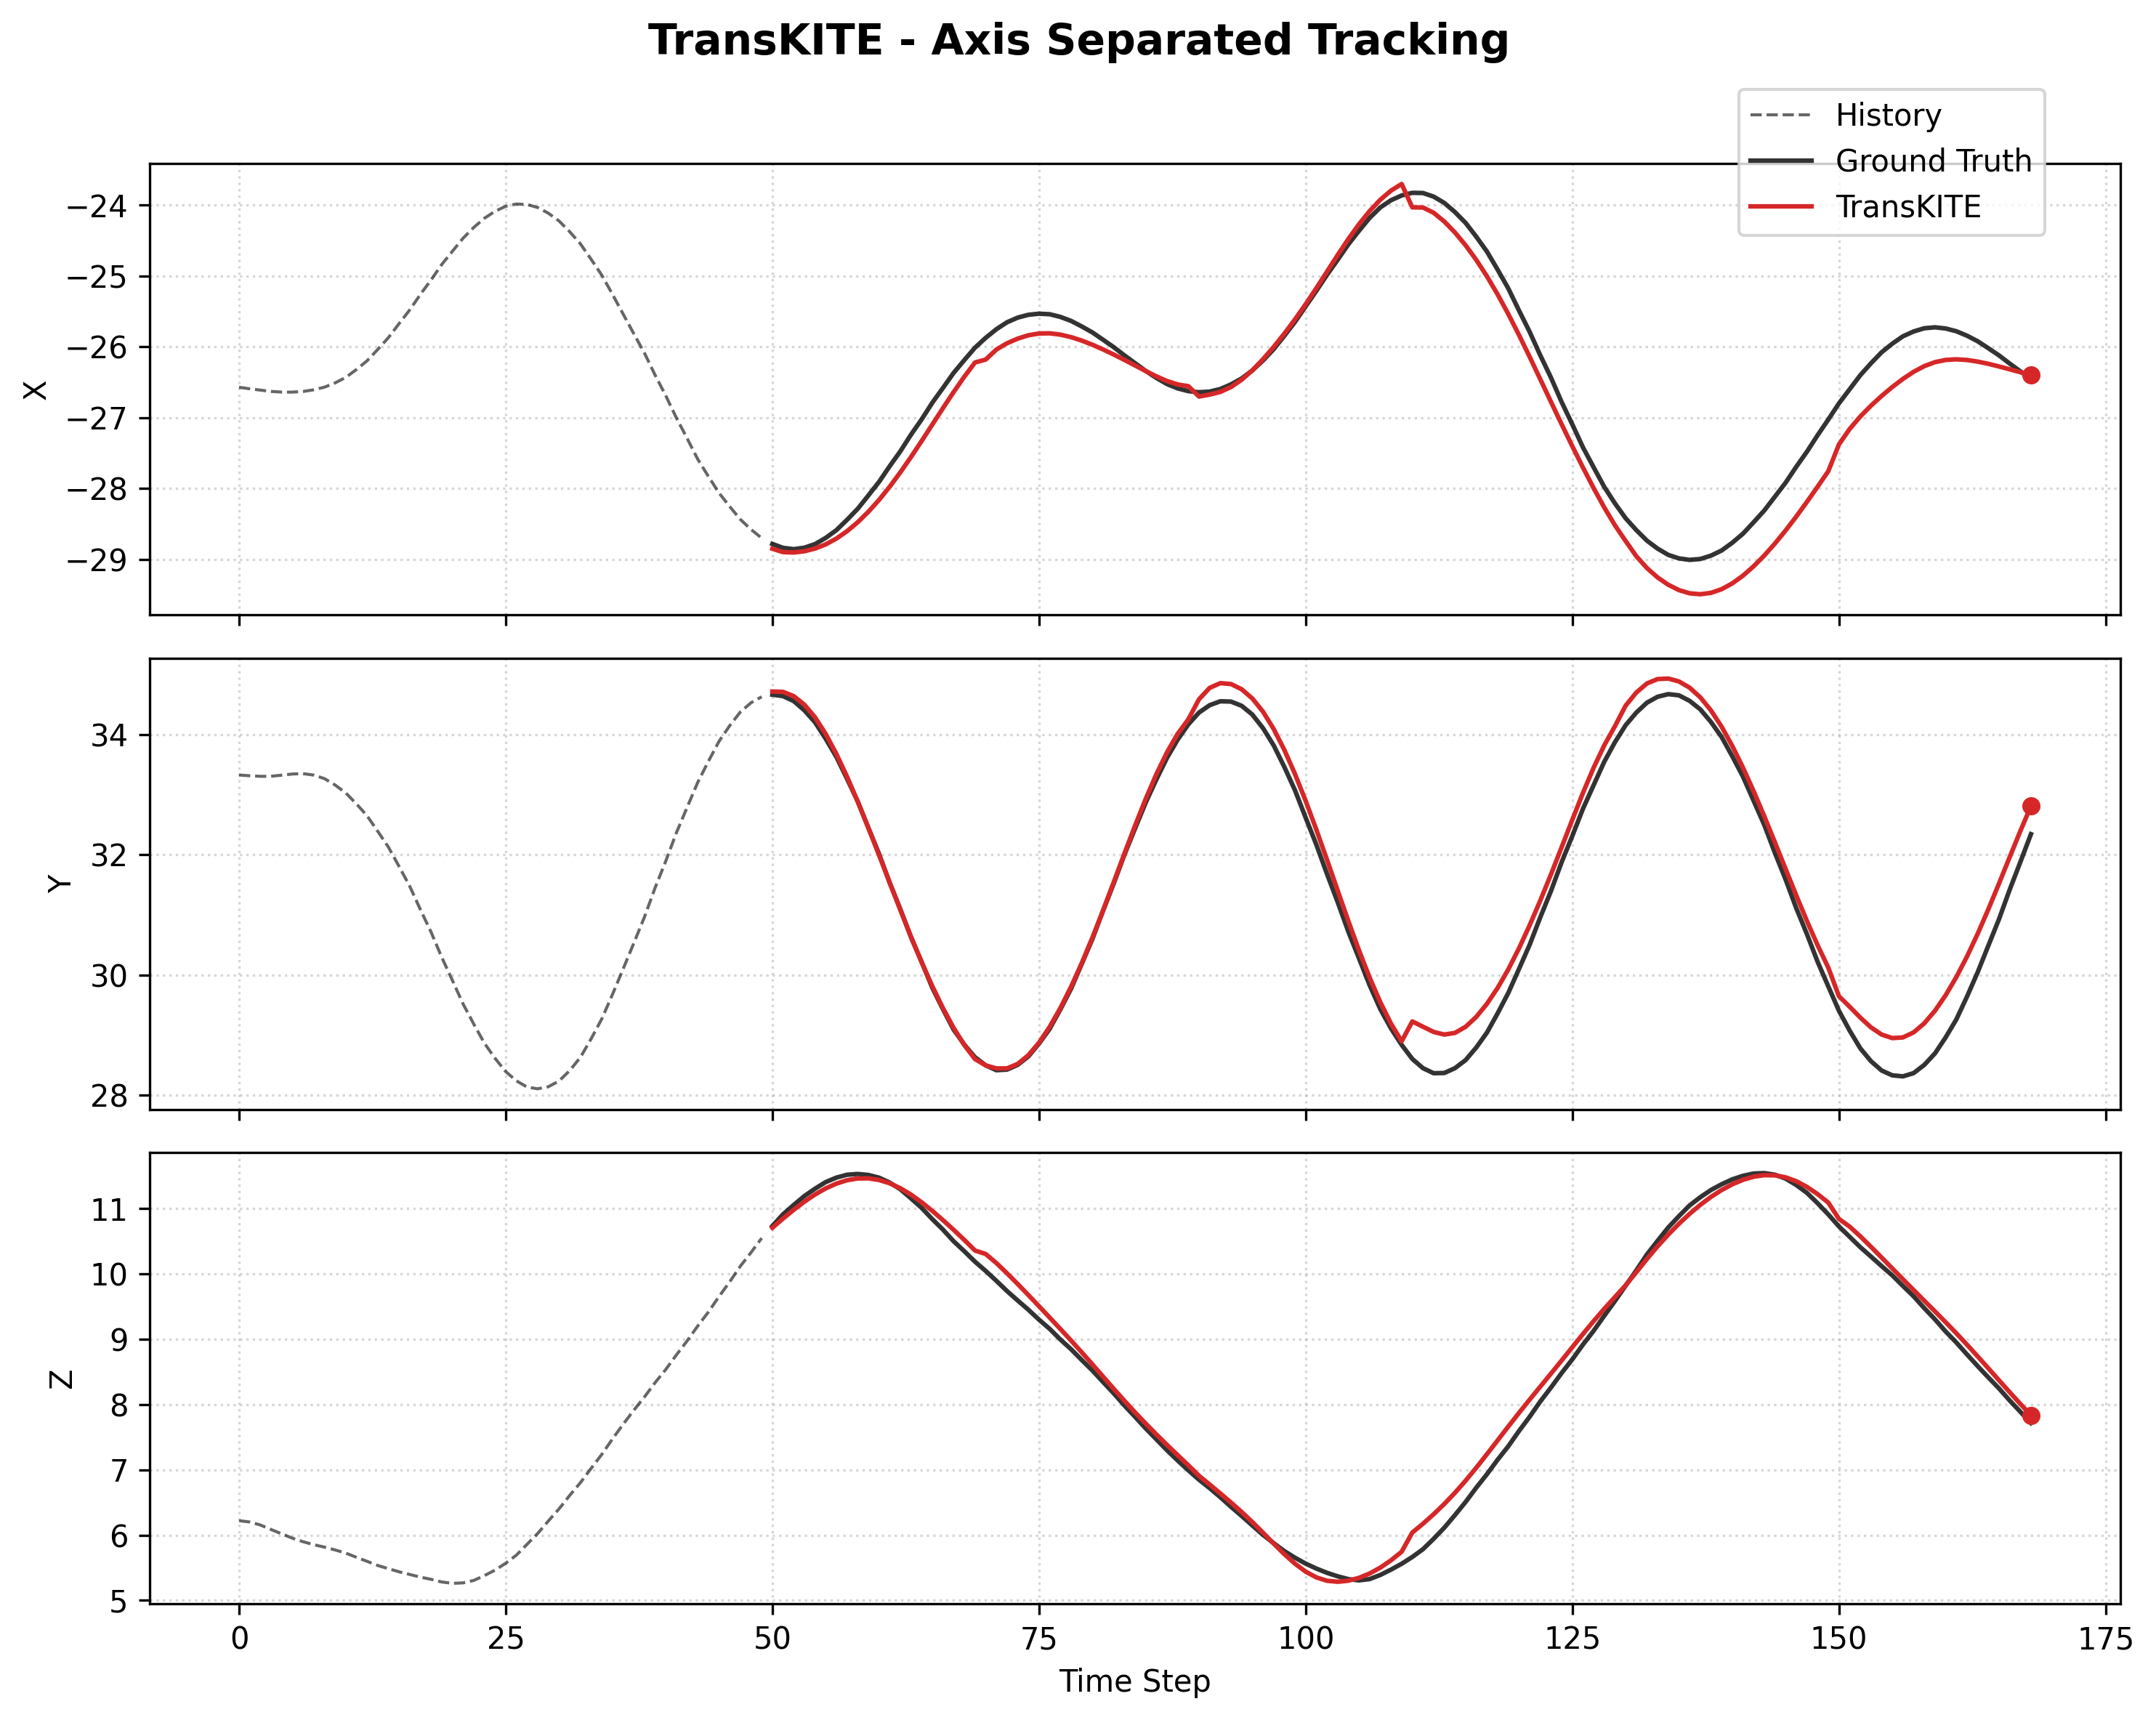 TransKITE - Axis Separated Tracking
History
Ground Truth
TransKITE
−24
−25
−26
−27
−28
−29
X
34
32
30
28
Y
11
10
9
8
7
6
5
Z
0 25 50 75 100 125 150 175
Time Step